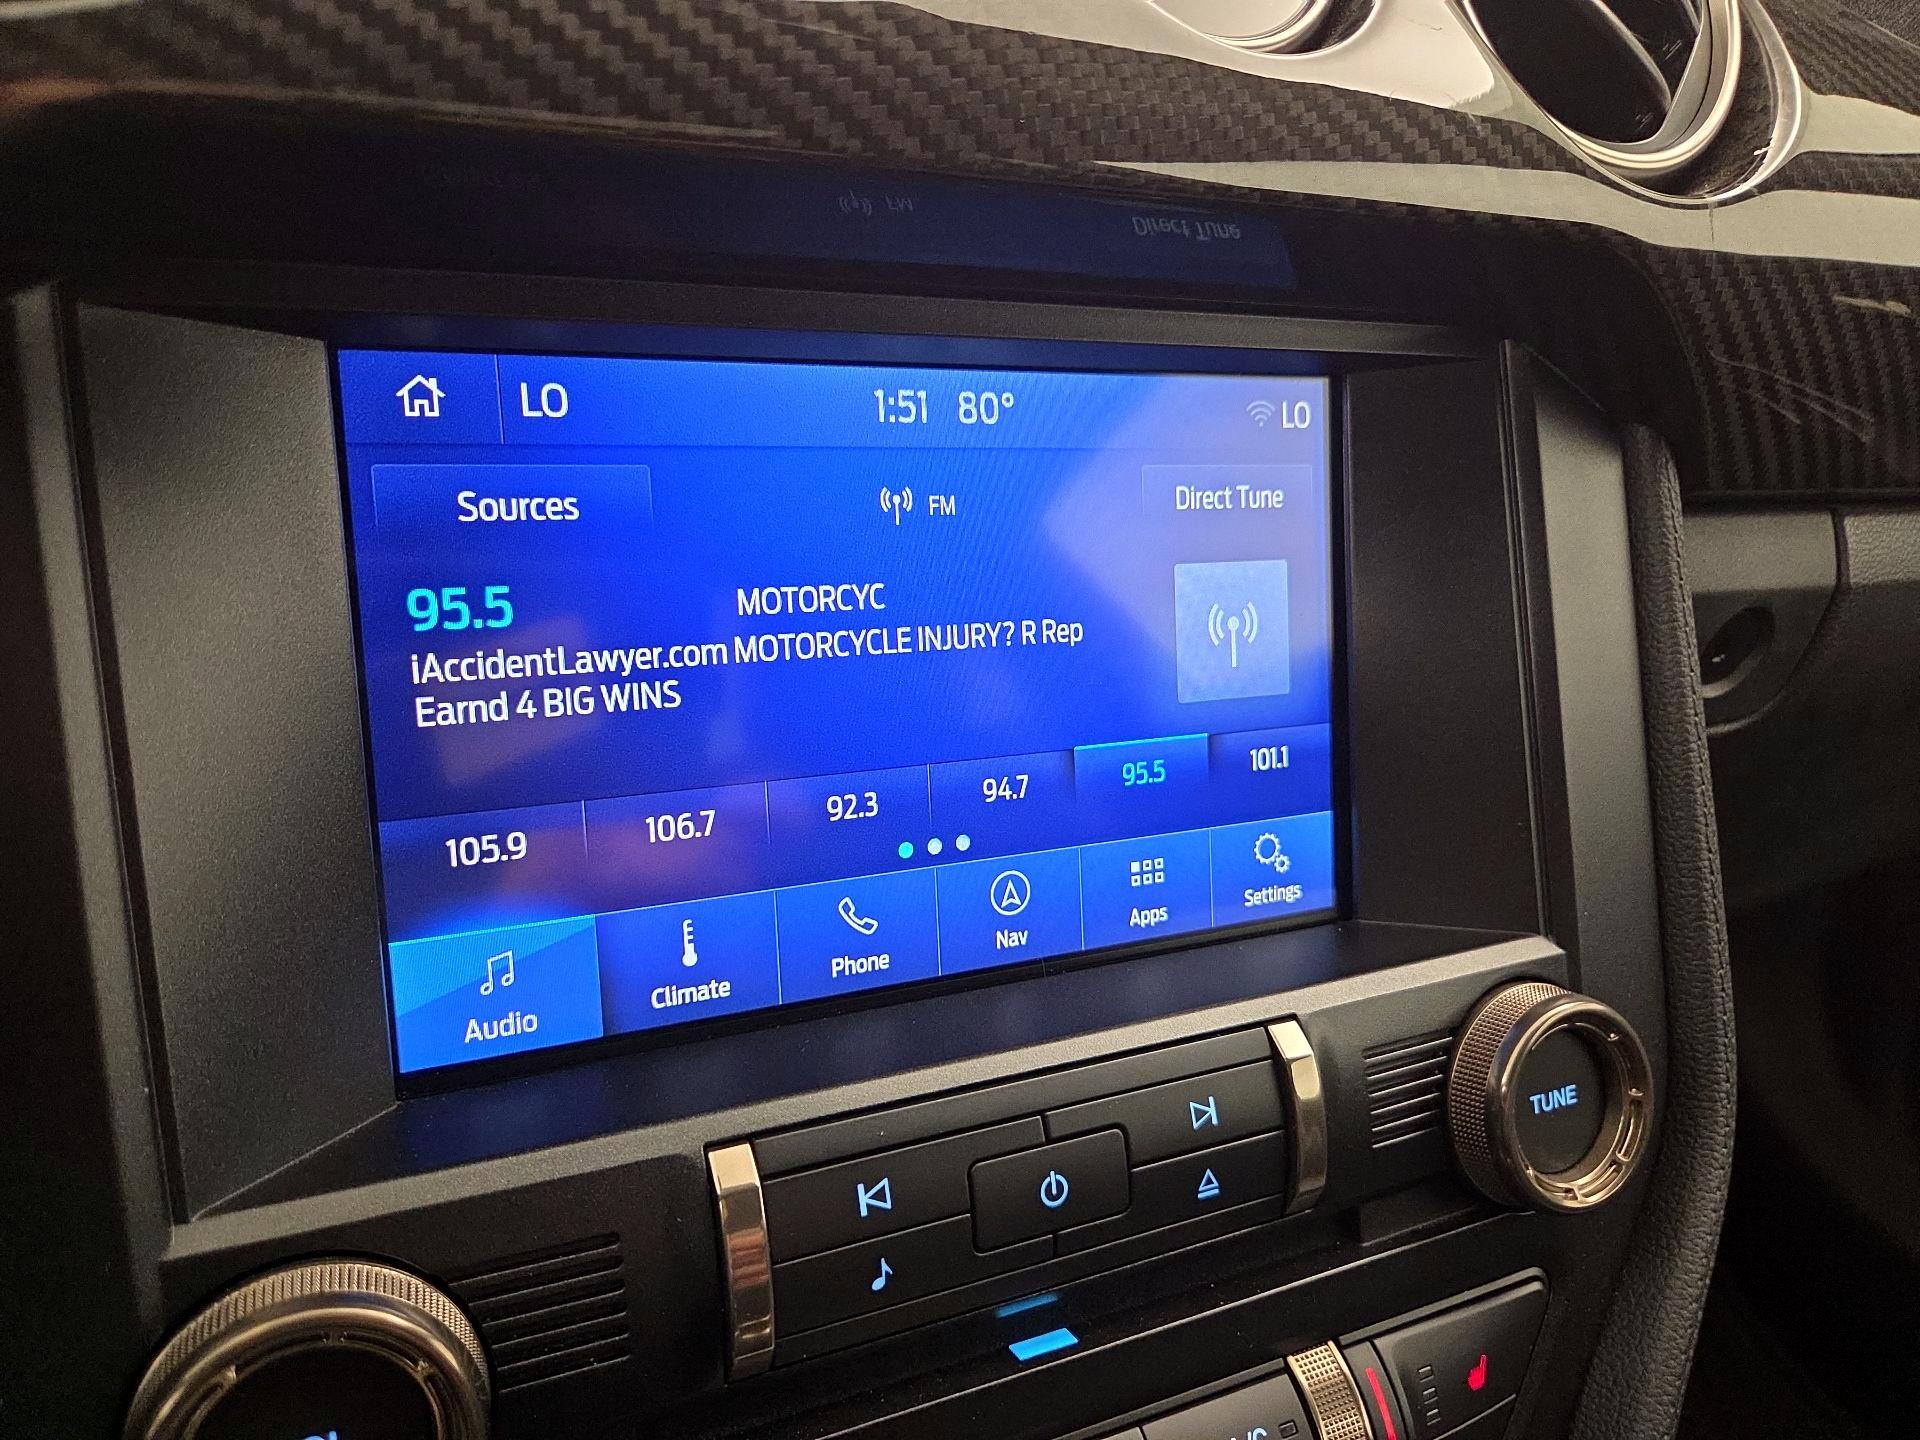 LO 1:51 80° LO
Sources FM Direct Tune
95.5 MOTORCYC
iAccidentLawyer.com MOTORCYCLE INJURY? R Rep
Earnd 4 BIG WINS
105.9 106.7 92.3 94.7 95.5 101.1
Audio Climate Phone Nav Apps Settings
TUNE